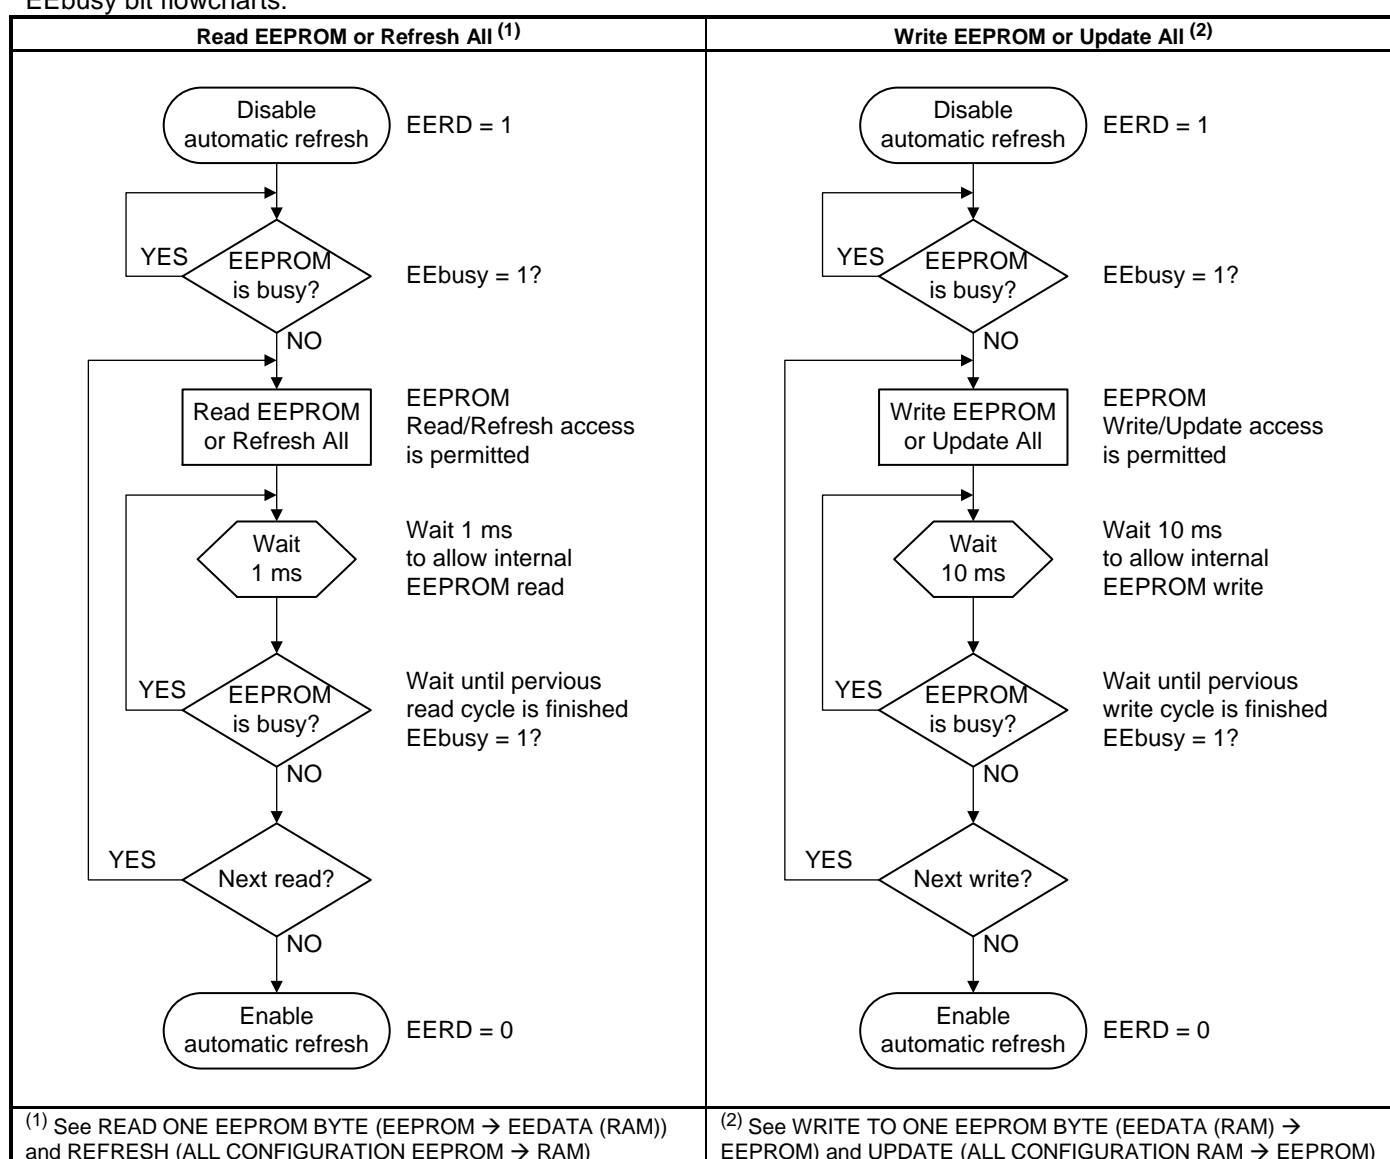 EEbusy bit flowcharts.
Read EEPROM or Refresh All (1)
Disable
automatic refresh
EERD = 1
YES
EEPROM
is busy?
EEbusy = 1?
NO
Read EEPROM
or Refresh All
EEPROM
Read/Refresh access
is permitted
Wait
1 ms
Wait 1 ms
to allow internal
EEPROM read
YES
EEPROM
is busy?
Wait until pervious
read cycle is finished
EEbusy = 1?
NO
YES
Next read?
NO
Enable
automatic refresh
EERD = 0
(1) See READ ONE EEPROM BYTE (EEPROM → EEDATA (RAM))
and REFRESH (ALL CONFIGURATION EEPROM → RAM)
Write EEPROM or Update All (2)
Disable
automatic refresh
EERD = 1
YES
EEPROM
is busy?
EEbusy = 1?
NO
Write EEPROM
or Update All
EEPROM
Write/Update access
is permitted
Wait
10 ms
Wait 10 ms
to allow internal
EEPROM write
YES
EEPROM
is busy?
Wait until pervious
write cycle is finished
EEbusy = 1?
NO
YES
Next write?
NO
Enable
automatic refresh
EERD = 0
(2) See WRITE TO ONE EEPROM BYTE (EEDATA (RAM) →
EEPROM) and UPDATE (ALL CONFIGURATION RAM → EEPROM)